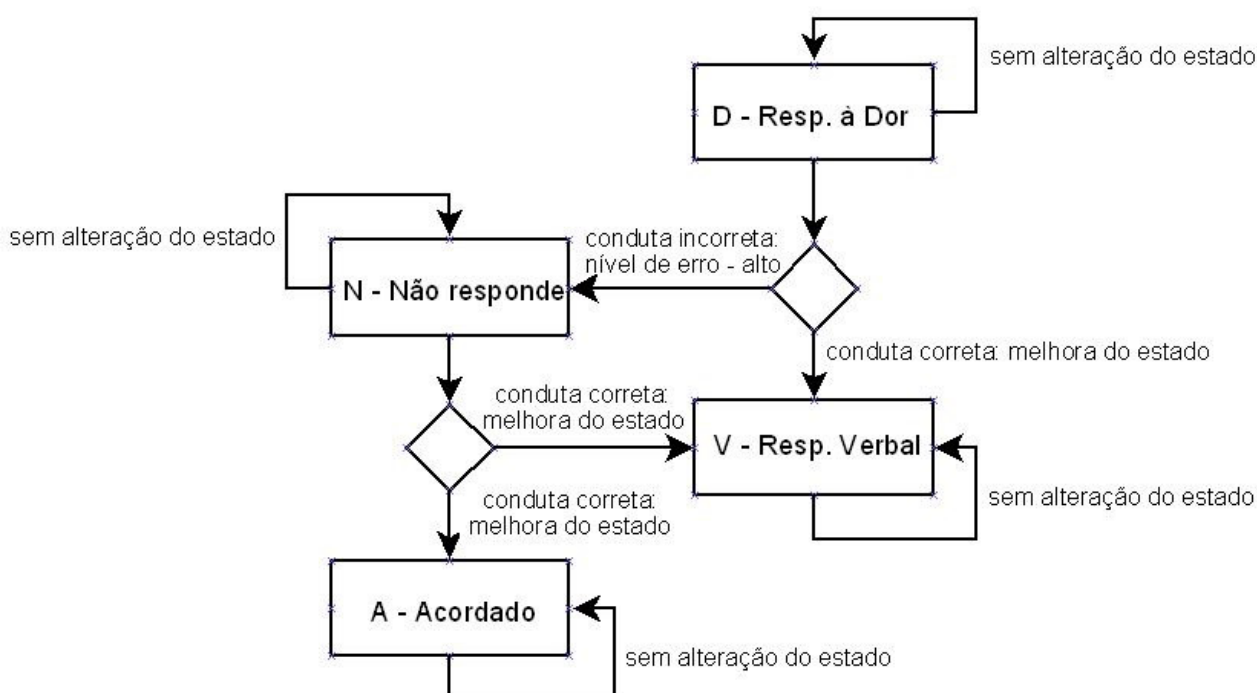 sem alteração do estado
D - Resp. à Dor
sem alteração do estado
conduta incorreta:
nível de erro - alto
N - Não responde
conduta correta: melhora do estado
conduta correta:
melhora do estado
V - Resp. Verbal
sem alteração do estado
conduta correta:
melhora do estado
A - Acordado
sem alteração do estado